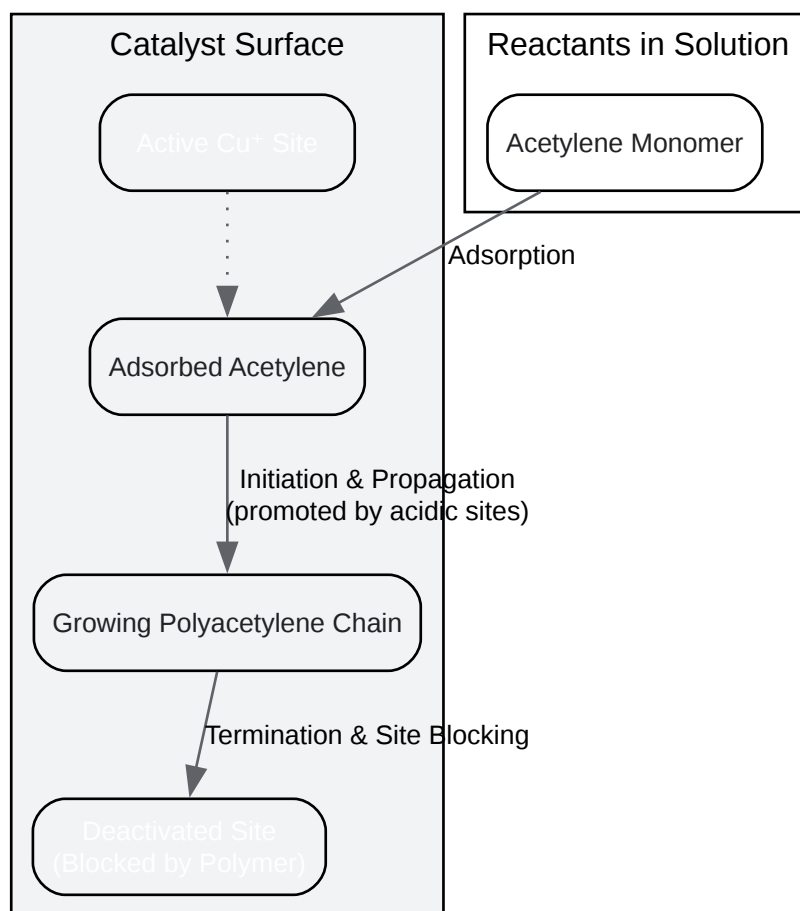 Catalyst Surface
Reactants in Solution
Active Cu⁺ Site
Acetylene Monomer
Adsorption
Adsorbed Acetylene
Initiation & Propagation
(promoted by acidic sites)
Growing Polyacetylene Chain
Termination & Site Blocking
Deactivated Site
(Blocked by Polymer)